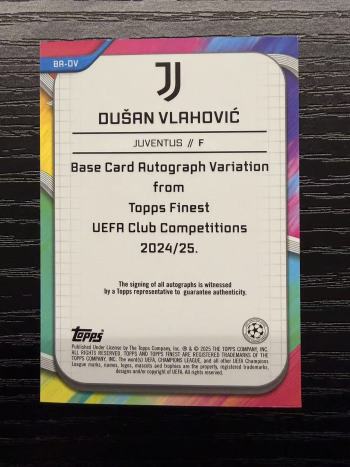 BA-DV
DUŠAN VLAHOVIĆ
JUVENTUS // F
Base Card Autograph Variation
from
Topps Finest
UEFA Club Competitions
2024/25.
The signing of all autographs is witnessed
by a Topps representative to guarantee authenticity.
topps
Published Under License by The Topps Company, Inc. ® & © 2025 THE TOPPS COMPANY, INC.
ALL RIGHTS RESERVED. TOPPS AND TOPPS FINEST ARE REGISTERED TRADEMARKS OF THE
TOPPS COMPANY, INC. The word(s) UEFA, CHAMPIONS LEAGUE, and all other UEFA Champions
League marks, names, logos, mascots and trophies are the property, registered trademarks,
designs and/or copyright of UEFA. All rights reserved.